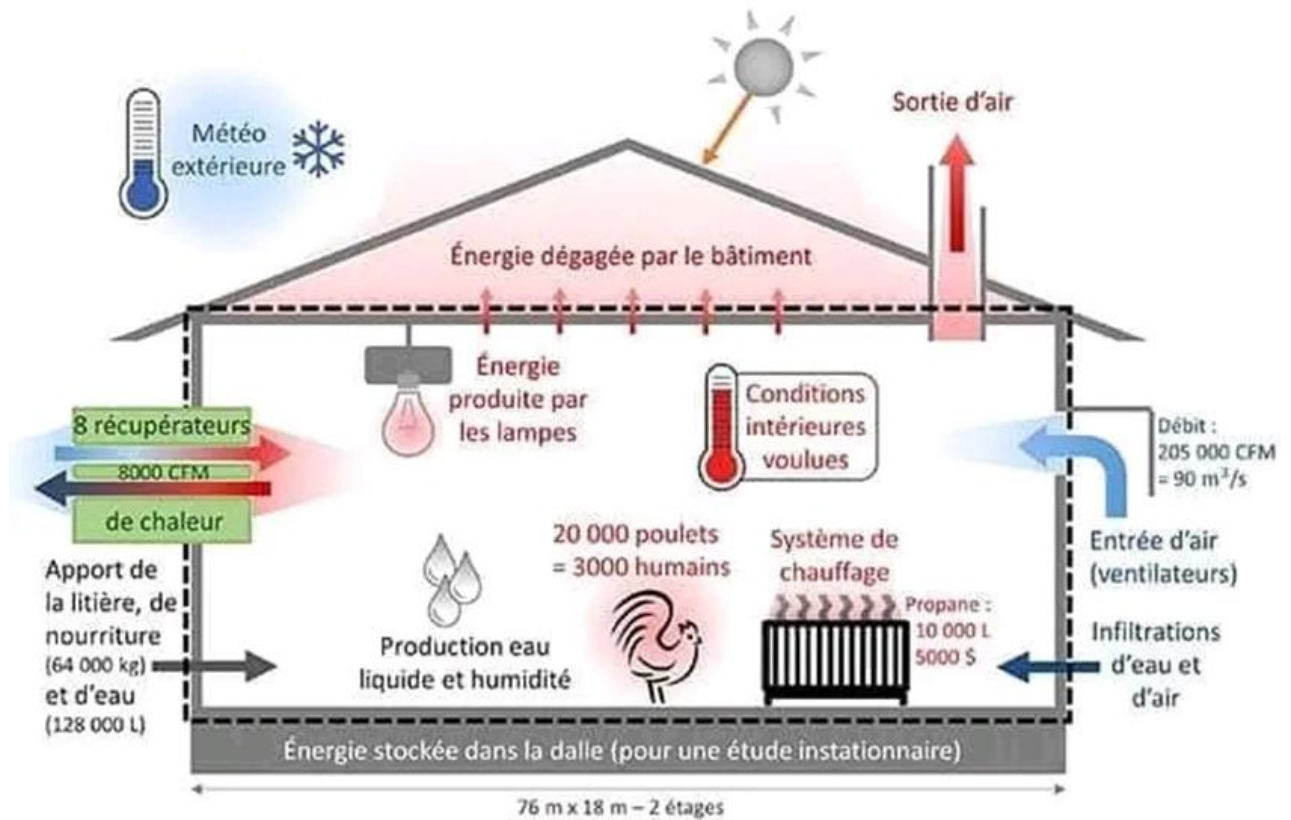 Météo
extérieure
Sortie d'air
Énergie dégagée par le bâtiment
Énergie
produite par
les lampes
Conditions
intérieures
voulues
8 récupérateurs
8000 CFM
de chaleur
Débit :
205 000 CFM
= 90 m³/s
Entrée d'air
(ventilateurs)
Apport de
la litière, de
nourriture
(64 000 kg)
et d'eau
(128 000 L)
Production eau
liquide et humidité
20 000 poulets
= 3000 humains
Système de
chauffage
Propane :
10 000 L
5000 $
Infiltrations
d'eau et
d'air
Énergie stockée dans la dalle (pour une étude instationnaire)
76 m x 18 m – 2 étages